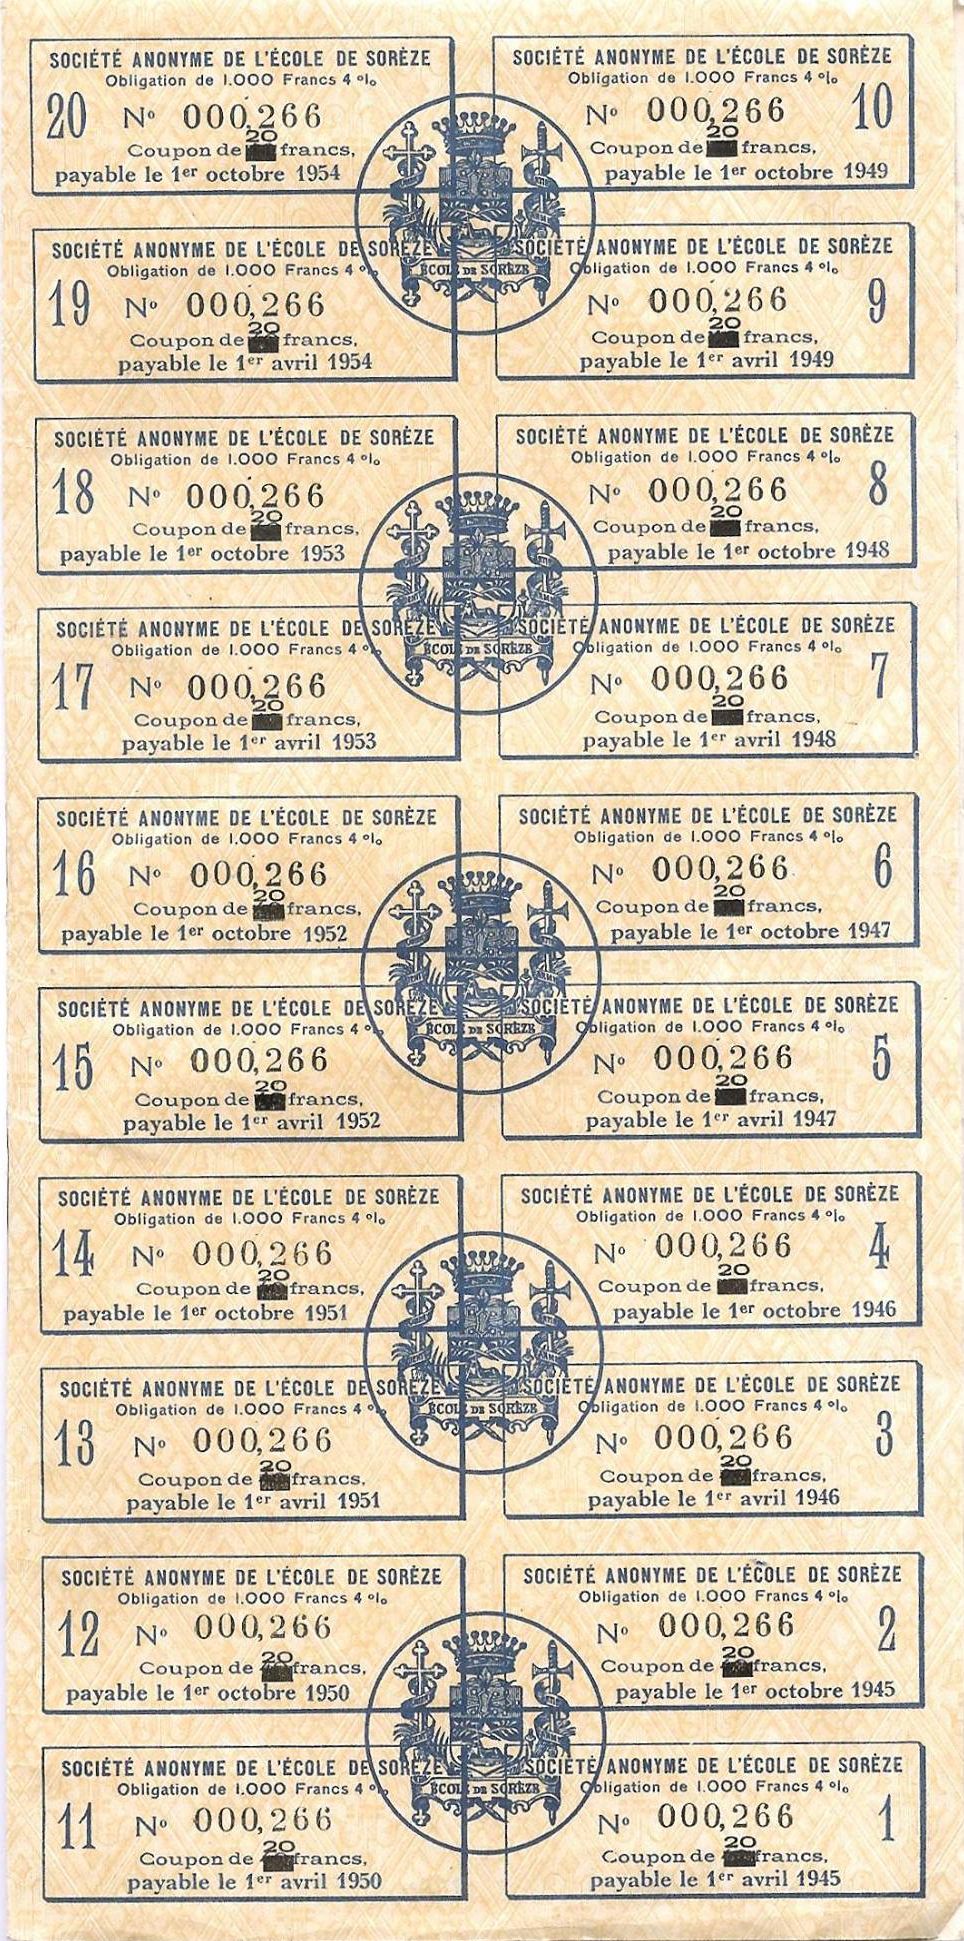 SOCIÉTÉ ANONYME DE L'ÉCOLE DE SORÈZE
Obligation de 1.000 Francs 4 %
20 Nº 000,266
20
Coupon de francs,
payable le 1er octobre 1954
SOCIÉTÉ ANONYME DE L'ÉCOLE DE SORÈZE
Obligation de 1.000 Francs 4 %
Nº 000,266 10
20
Coupon de francs,
payable le 1er octobre 1949
SOCIÉTÉ ANONYME DE L'ÉCOLE DE SORÈZE
Obligation de 1.000 Francs 4 %
19 Nº 000,266
20
Coupon de francs,
payable le 1er avril 1954
ÉCOLE DE SORÈZE
SOCIÉTÉ ANONYME DE L'ÉCOLE DE SORÈZE
Obligation de 1.000 Francs 4 %
Nº 000,266 9
20
Coupon de francs,
payable le 1er avril 1949
SOCIÉTÉ ANONYME DE L'ÉCOLE DE SORÈZE
Obligation de 1.000 Francs 4 %
18 Nº 000,266
20
Coupon de francs,
payable le 1er octobre 1953
SOCIÉTÉ ANONYME DE L'ÉCOLE DE SORÈZE
Obligation de 1.000 Francs 4 %
Nº 000,266 8
20
Coupon de francs,
payable le 1er octobre 1948
SOCIÉTÉ ANONYME DE L'ÉCOLE DE SORÈZE
Obligation de 1.000 Francs 4 %
17 Nº 000,266
20
Coupon de francs,
payable le 1er avril 1953
ÉCOLE DE SORÈZE
SOCIÉTÉ ANONYME DE L'ÉCOLE DE SORÈZE
Obligation de 1.000 Francs 4 %
Nº 000,266 7
20
Coupon de francs,
payable le 1er avril 1948
SOCIÉTÉ ANONYME DE L'ÉCOLE DE SORÈZE
Obligation de 1.000 Francs 4 %
16 Nº 000,266
20
Coupon de francs,
payable le 1er octobre 1952
SOCIÉTÉ ANONYME DE L'ÉCOLE DE SORÈZE
Obligation de 1.000 Francs 4 %
Nº 000,266 6
20
Coupon de francs,
payable le 1er octobre 1947
SOCIÉTÉ ANONYME DE L'ÉCOLE DE SORÈZE
Obligation de 1.000 Francs 4 %
15 Nº 000,266
20
Coupon de francs,
payable le 1er avril 1952
ÉCOLE DE SORÈZE
SOCIÉTÉ ANONYME DE L'ÉCOLE DE SORÈZE
Obligation de 1.000 Francs 4 %
Nº 000,266 5
20
Coupon de francs,
payable le 1er avril 1947
SOCIÉTÉ ANONYME DE L'ÉCOLE DE SORÈZE
Obligation de 1.000 Francs 4 %
14 Nº 000,266
20
Coupon de francs,
payable le 1er octobre 1951
SOCIÉTÉ ANONYME DE L'ÉCOLE DE SORÈZE
Obligation de 1.000 Francs 4 %
Nº 000,266 4
20
Coupon de francs,
payable le 1er octobre 1946
SOCIÉTÉ ANONYME DE L'ÉCOLE DE SORÈZE
Obligation de 1.000 Francs 4 %
13 Nº 000,266
20
Coupon de francs.
payable le 1er avril 1951
ÉCOLE DE SORÈZE
SOCIÉTÉ ANONYME DE L'ÉCOLE DE SORÈZE
Obligation de 1.000 Francs 4 %
Nº 000,266 3
20
Coupon de francs,
payable le 1er avril 1946
SOCIÉTÉ ANONYME DE L'ÉCOLE DE SORÈZE
Obligation de 1.000 Francs 4 %
12 Nº 000,266
20
Coupon de francs,
payable le 1er octobre 1950
SOCIÉTÉ ANONYME DE L'ÉCOLE DE SORÈZE
Obligation de 1.000 Francs 4 %
Nº 000,266 2
20
Coupon de francs,
payable le 1er octobre 1945
SOCIÉTÉ ANONYME DE L'ÉCOLE DE SORÈZE
Obligation de 1.000 Francs 4 %
11 Nº 000,266
20
Coupon de francs,
payable le 1er avril 1950
ÉCOLE DE SORÈZE
SOCIÉTÉ ANONYME DE L'ÉCOLE DE SORÈZE
Obligation de 1.000 Francs 4 %
Nº 000,266 1
20
Coupon de francs,
payable le 1er avril 1945